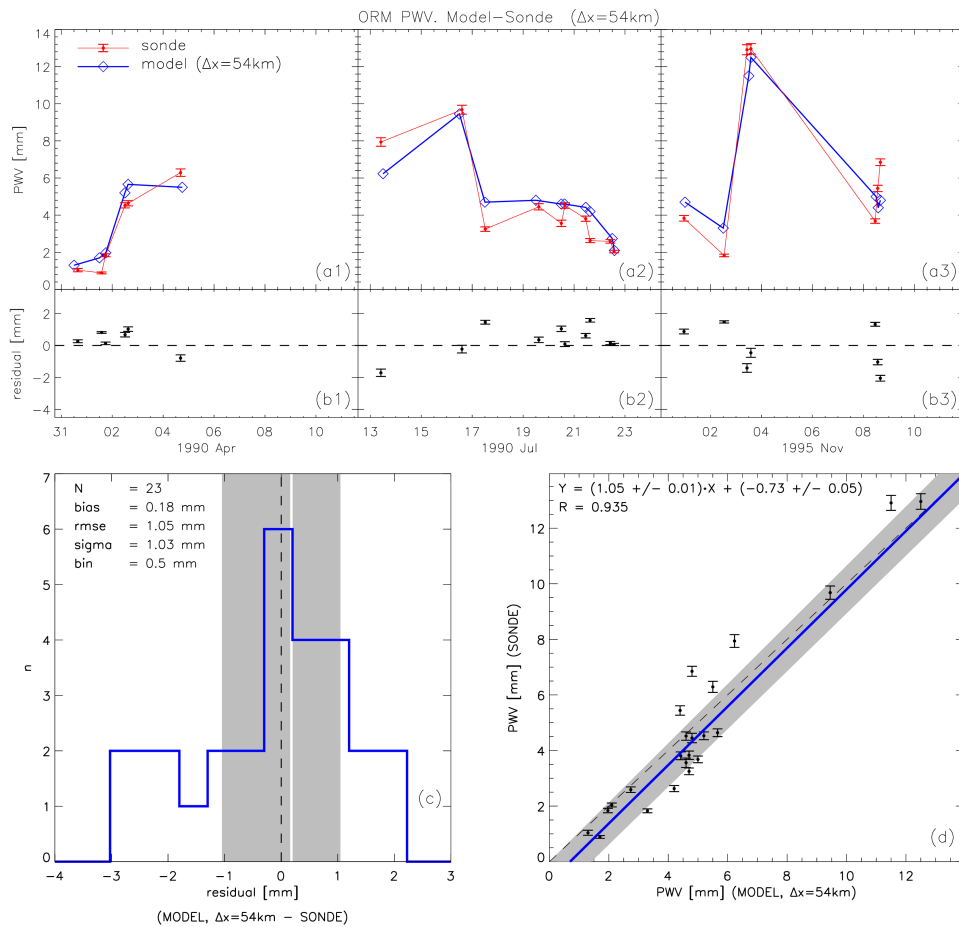 ORM PWV. Model-Sonde (Δx=54km)
14
12
10
8
6
4
2
0
PWV [mm]
sonde
model (Δx=54km)
(a1)
(a2)
(a3)
2
0
-2
-4
residual [mm]
(b1)
(b2)
(b3)
31 02 04 06 08 10
1990 Apr
13 15 17 19 21 23
1990 Jul
02 04 06 08 10
1995 Nov
7
6
5
4
3
2
1
0
n
N = 23
bias = 0.18 mm
rmse = 1.05 mm
sigma = 1.03 mm
bin = 0.5 mm
(c)
-4 -3 -2 -1 0 1 2 3
residual [mm]
(MODEL, Δx=54km - SONDE)
Y = (1.05 +/- 0.01)·X + (-0.73 +/- 0.05)
R = 0.935
12
10
8
6
4
2
0
PWV [mm] (SONDE)
(d)
0 2 4 6 8 10 12
PWV [mm] (MODEL, Δx=54km)